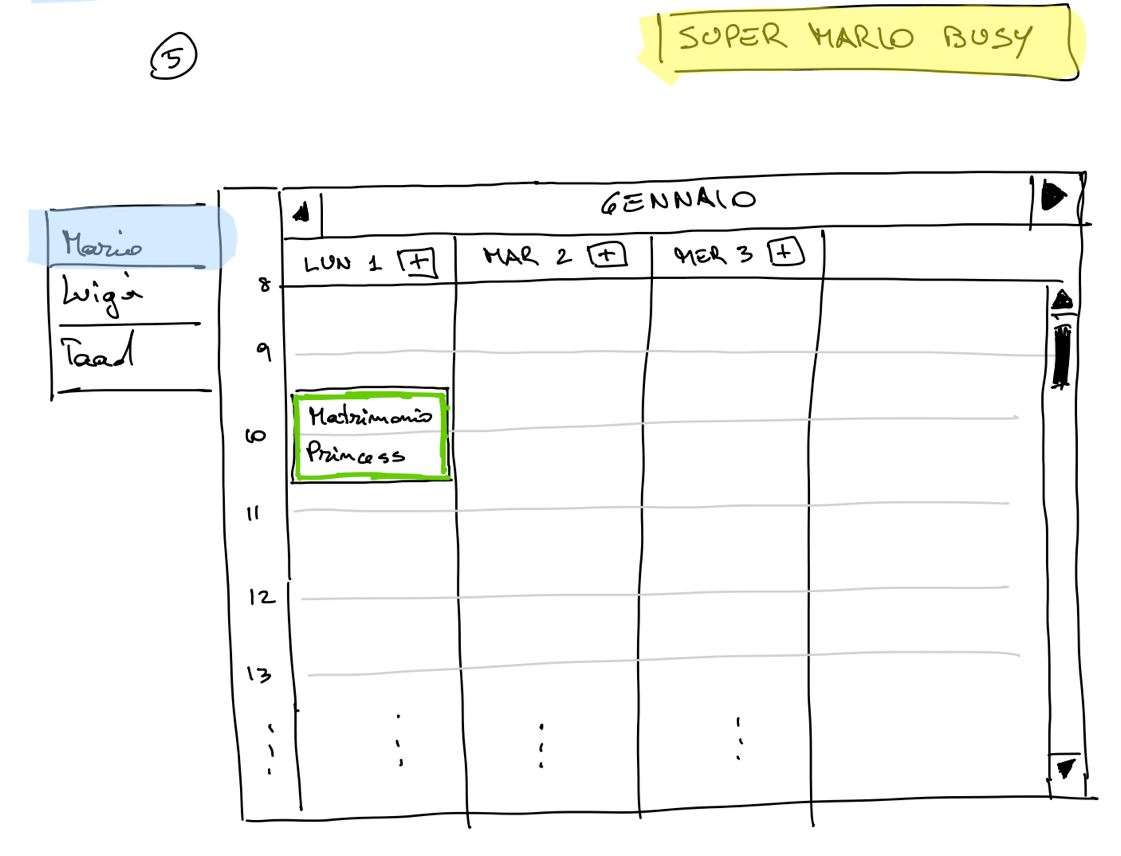 5
SUPER MARIO BUSY
GENNAIO
Mario
Luigi
Toad
LUN 1 +
MAR 2 +
MER 3 +
8
9
Matrimonio
Princess
10
11
12
13